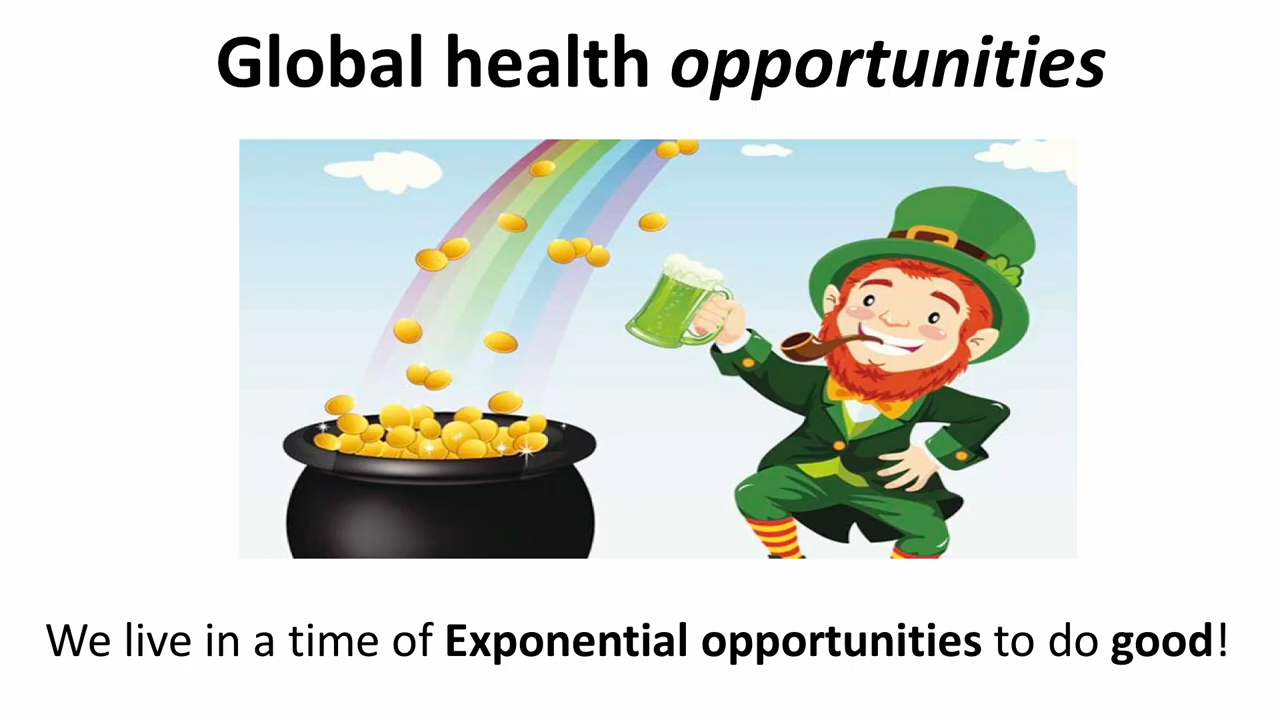 Global health opportunities
We live in a time of Exponential opportunities to do good!